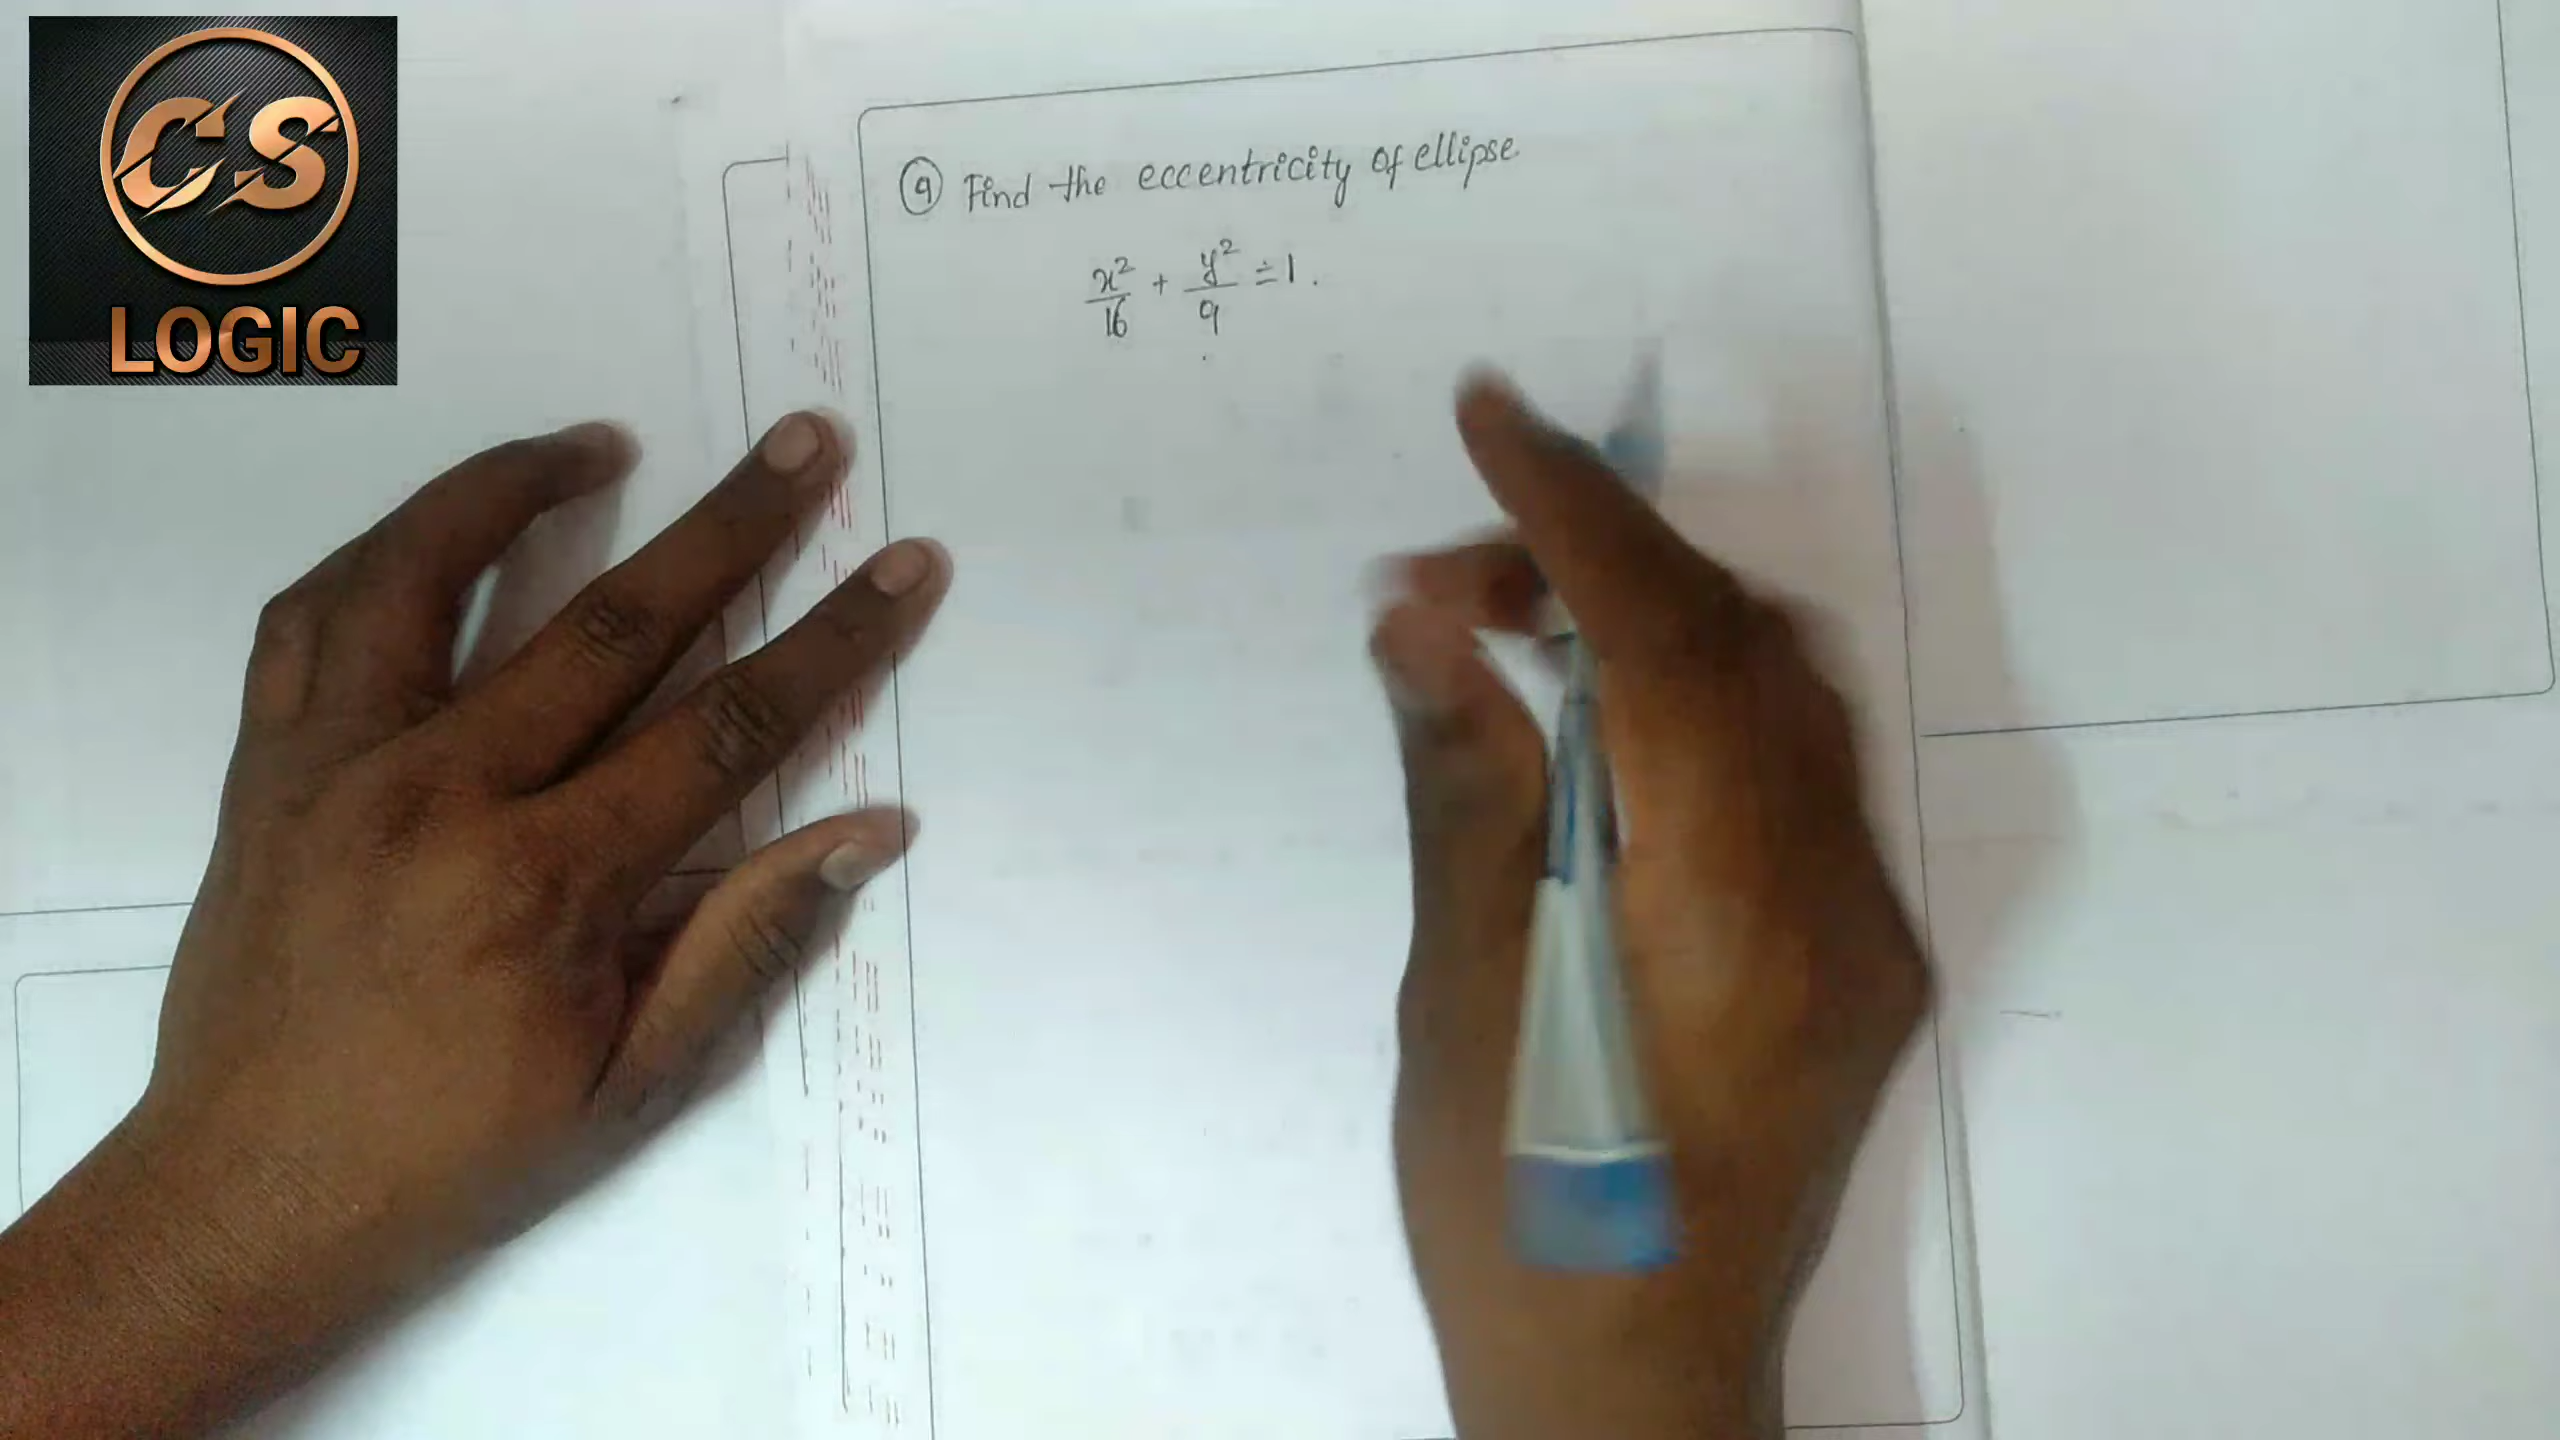 CS
LOGIC
⑨ Find the eccentricity of ellipse
x²/16 + y²/9 = 1.